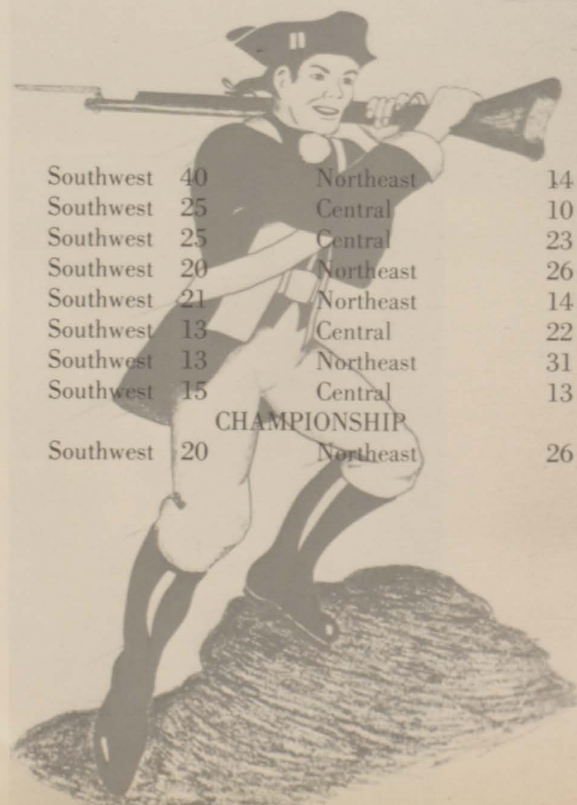 Southwest 40 Northeast 14
Southwest 25 Central 10
Southwest 25 Central 23
Southwest 20 Northeast 26
Southwest 21 Northeast 14
Southwest 13 Central 22
Southwest 13 Northeast 31
Southwest 15 Central 13
CHAMPIONSHIP
Southwest 20 Northeast 26